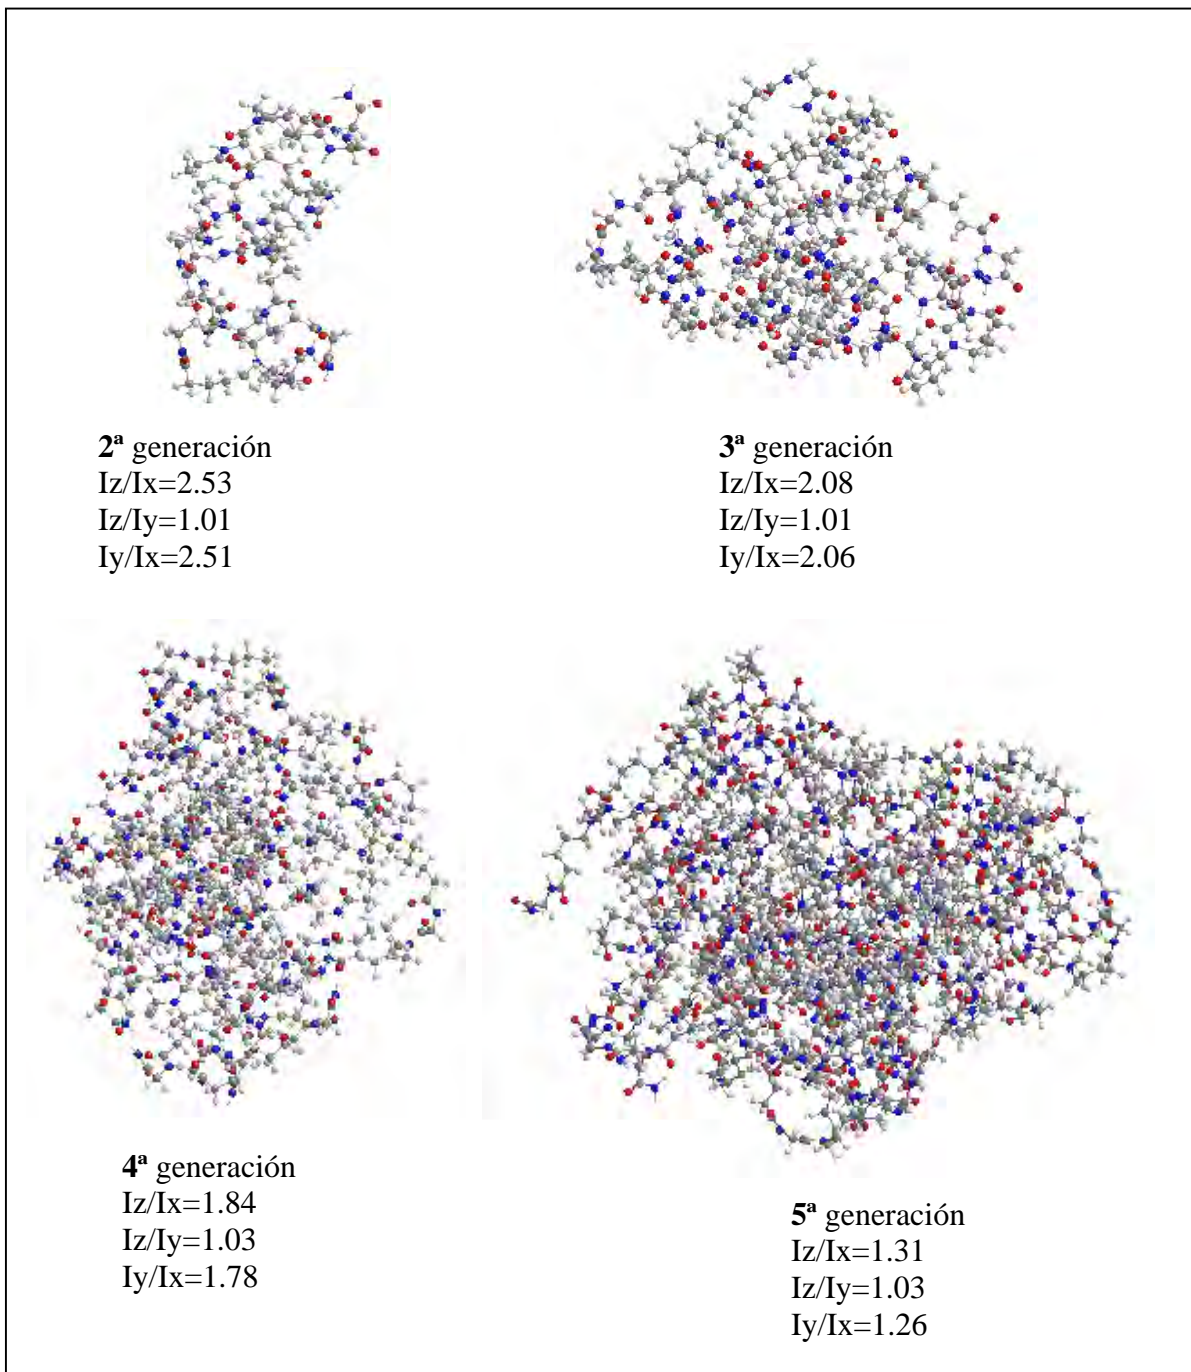 2ª generación
Iz/Ix=2.53
Iz/Iy=1.01
Iy/Ix=2.51
3ª generación
Iz/Ix=2.08
Iz/Iy=1.01
Iy/Ix=2.06
4ª generación
Iz/Ix=1.84
Iz/Iy=1.03
Iy/Ix=1.78
5ª generación
Iz/Ix=1.31
Iz/Iy=1.03
Iy/Ix=1.26